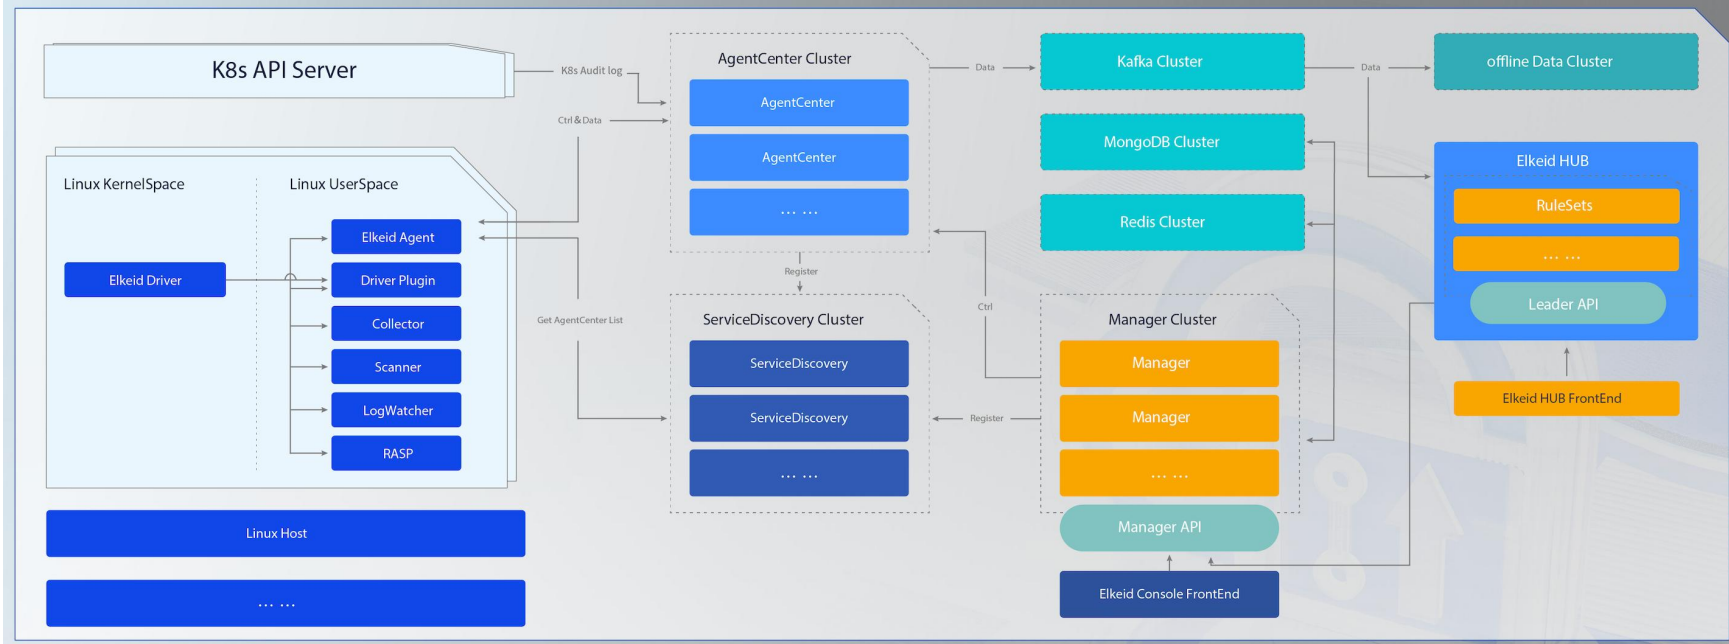 K8s API Server
K8s Audit log
Ctrl & Data
Linux KernelSpace
Linux UserSpace
Elkeid Driver
Elkeid Agent
Driver Plugin
Collector
Scanner
LogWatcher
RASP
Linux Host
... ...
Get AgentCenter List
AgentCenter Cluster
AgentCenter
AgentCenter
... ...
Register
ServiceDiscovery Cluster
ServiceDiscovery
ServiceDiscovery
... ...
Data
Ctrl
Register
Kafka Cluster
MongoDB Cluster
Redis Cluster
Manager Cluster
Manager
Manager
... ...
Manager API
Elkeid Console FrontEnd
Data
offline Data Cluster
Elkeid HUB
RuleSets
... ...
Leader API
Elkeid HUB FrontEnd